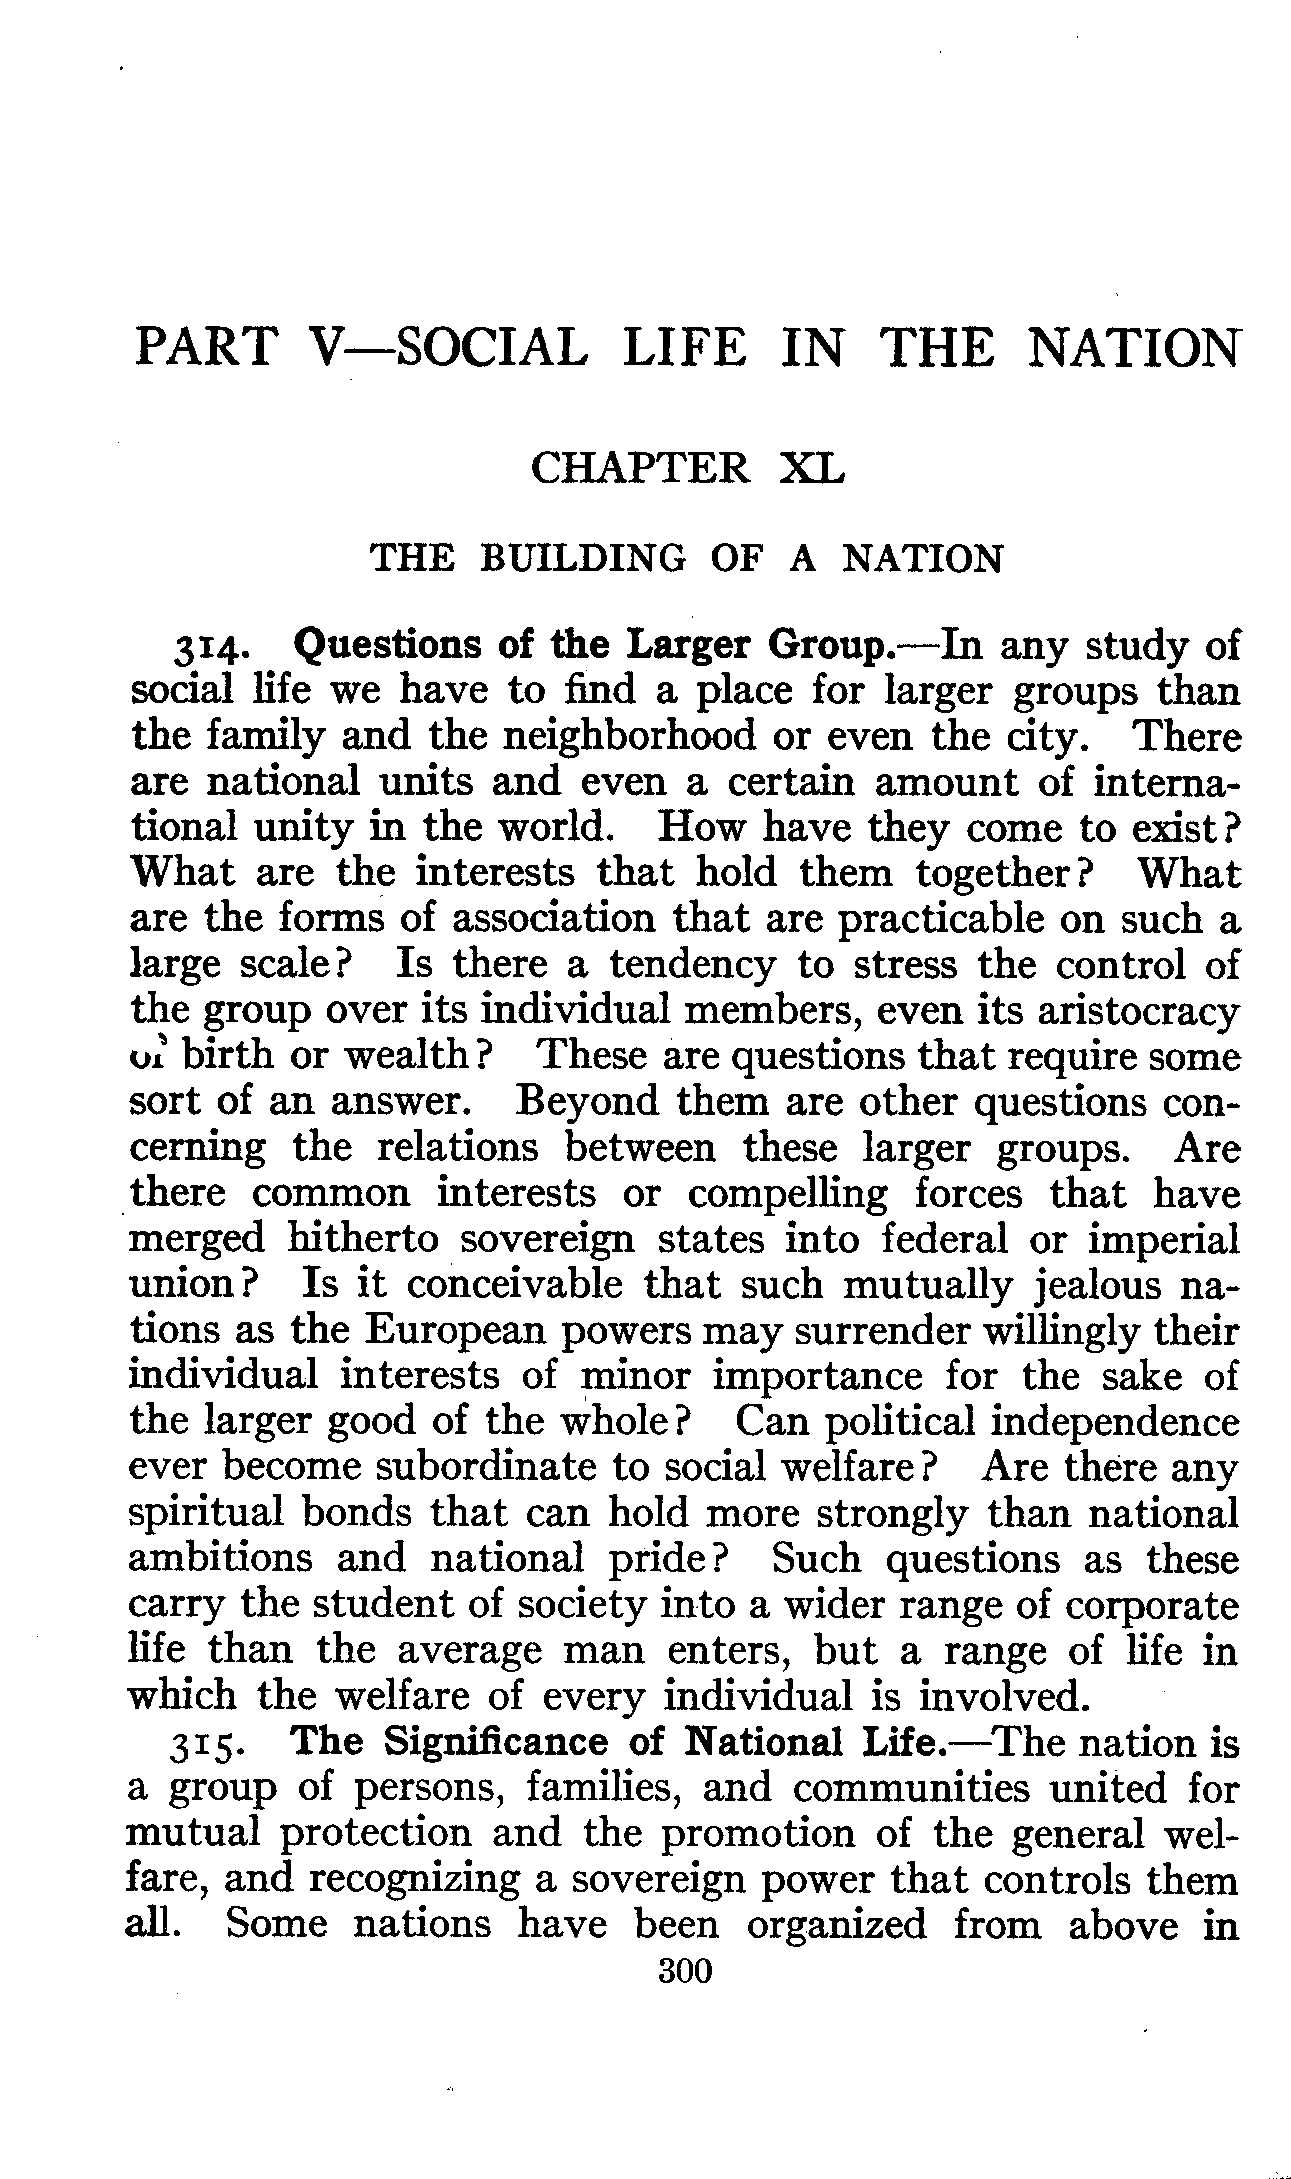 PART V—SOCIAL LIFE IN THE NATION
CHAPTER XL
THE BUILDING OF A NATION
314. Questions of the Larger Group.—In any study of
social life we have to find a place for larger groups than
the family and the neighborhood or even the city. There
are national units and even a certain amount of interna-
tional unity in the world. How have they come to exist?
What are the interests that hold them together? What
are the forms of association that are practicable on such a
large scale? Is there a tendency to stress the control of
the group over its individual members, even its aristocracy
of birth or wealth? These are questions that require some
sort of an answer. Beyond them are other questions con-
cerning the relations between these larger groups. Are
there common interests or compelling forces that have
merged hitherto sovereign states into federal or imperial
union? Is it conceivable that such mutually jealous na-
tions as the European powers may surrender willingly their
individual interests of minor importance for the sake of
the larger good of the whole? Can political independence
ever become subordinate to social welfare? Are there any
spiritual bonds that can hold more strongly than national
ambitions and national pride? Such questions as these
carry the student of society into a wider range of corporate
life than the average man enters, but a range of life in
which the welfare of every individual is involved.
315. The Significance of National Life.—The nation is
a group of persons, families, and communities united for
mutual protection and the promotion of the general wel-
fare, and recognizing a sovereign power that controls them
all. Some nations have been organized from above in
300